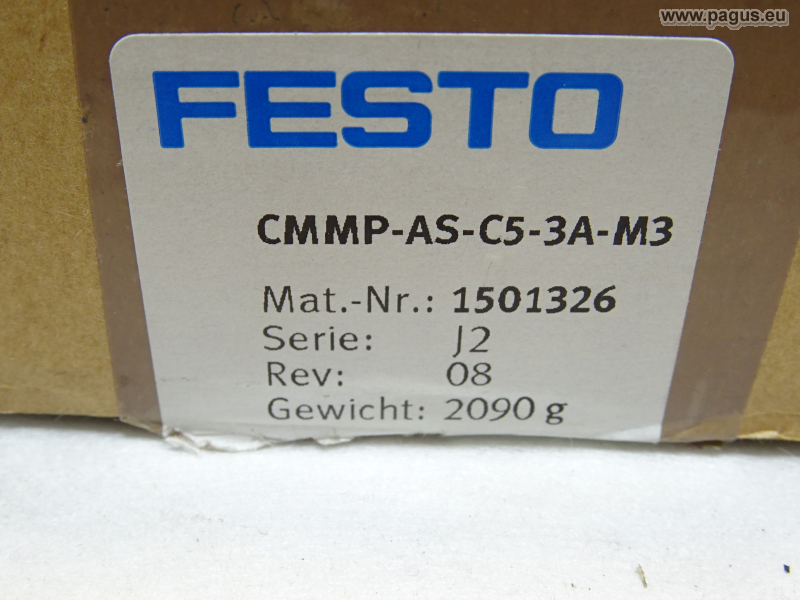 www.pagus.eu
FESTO
CMMP-AS-C5-3A-M3
Mat.-Nr.: 1501326
Serie: J2
Rev: 08
Gewicht: 2090 g